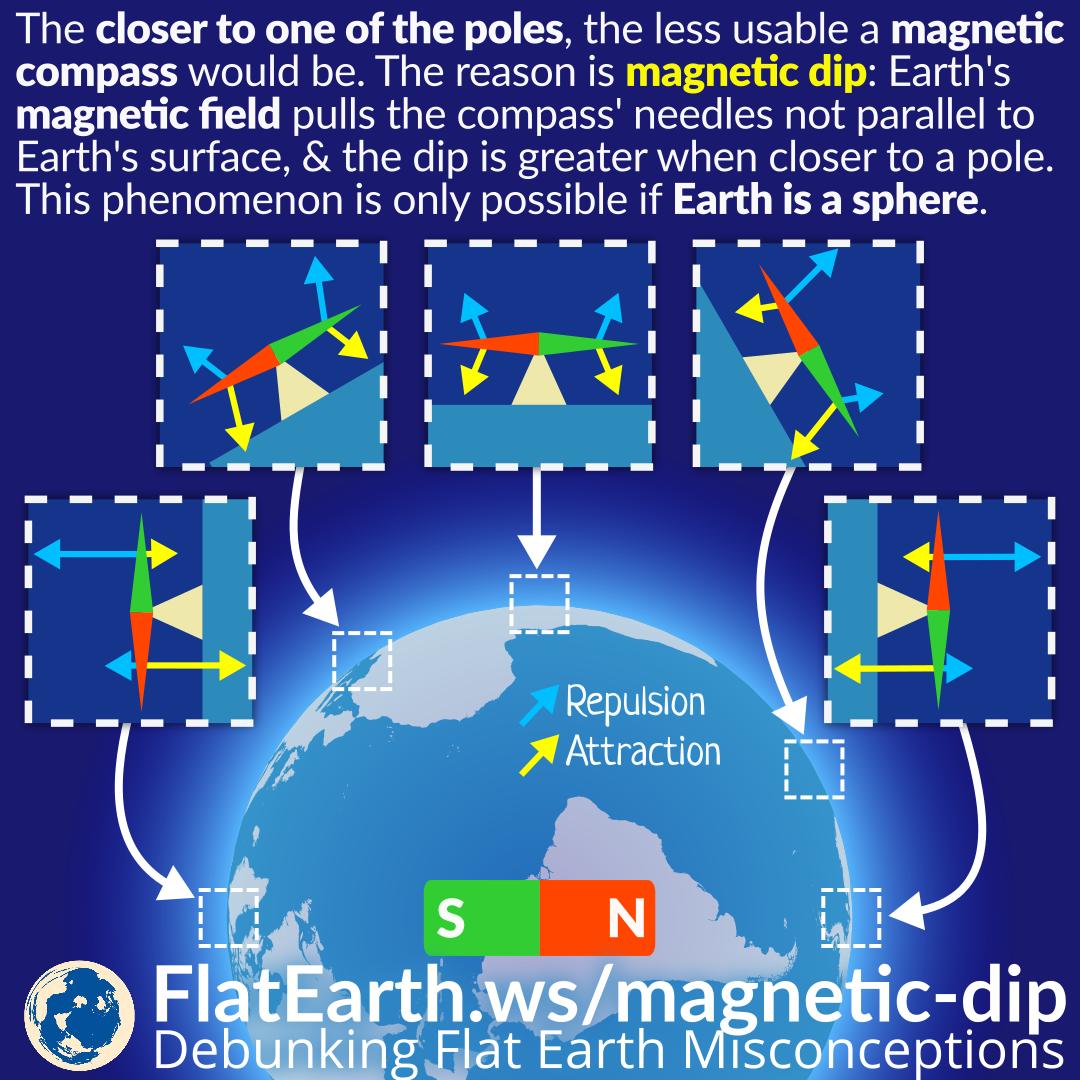 The closer to one of the poles, the less usable a magnetic
compass would be. The reason is magnetic dip: Earth's
magnetic field pulls the compass' needles not parallel to
Earth's surface, & the dip is greater when closer to a pole.
This phenomenon is only possible if Earth is a sphere.
Repulsion
Attraction
S N
FlatEarth.ws/magnetic-dip
Debunking Flat Earth Misconceptions